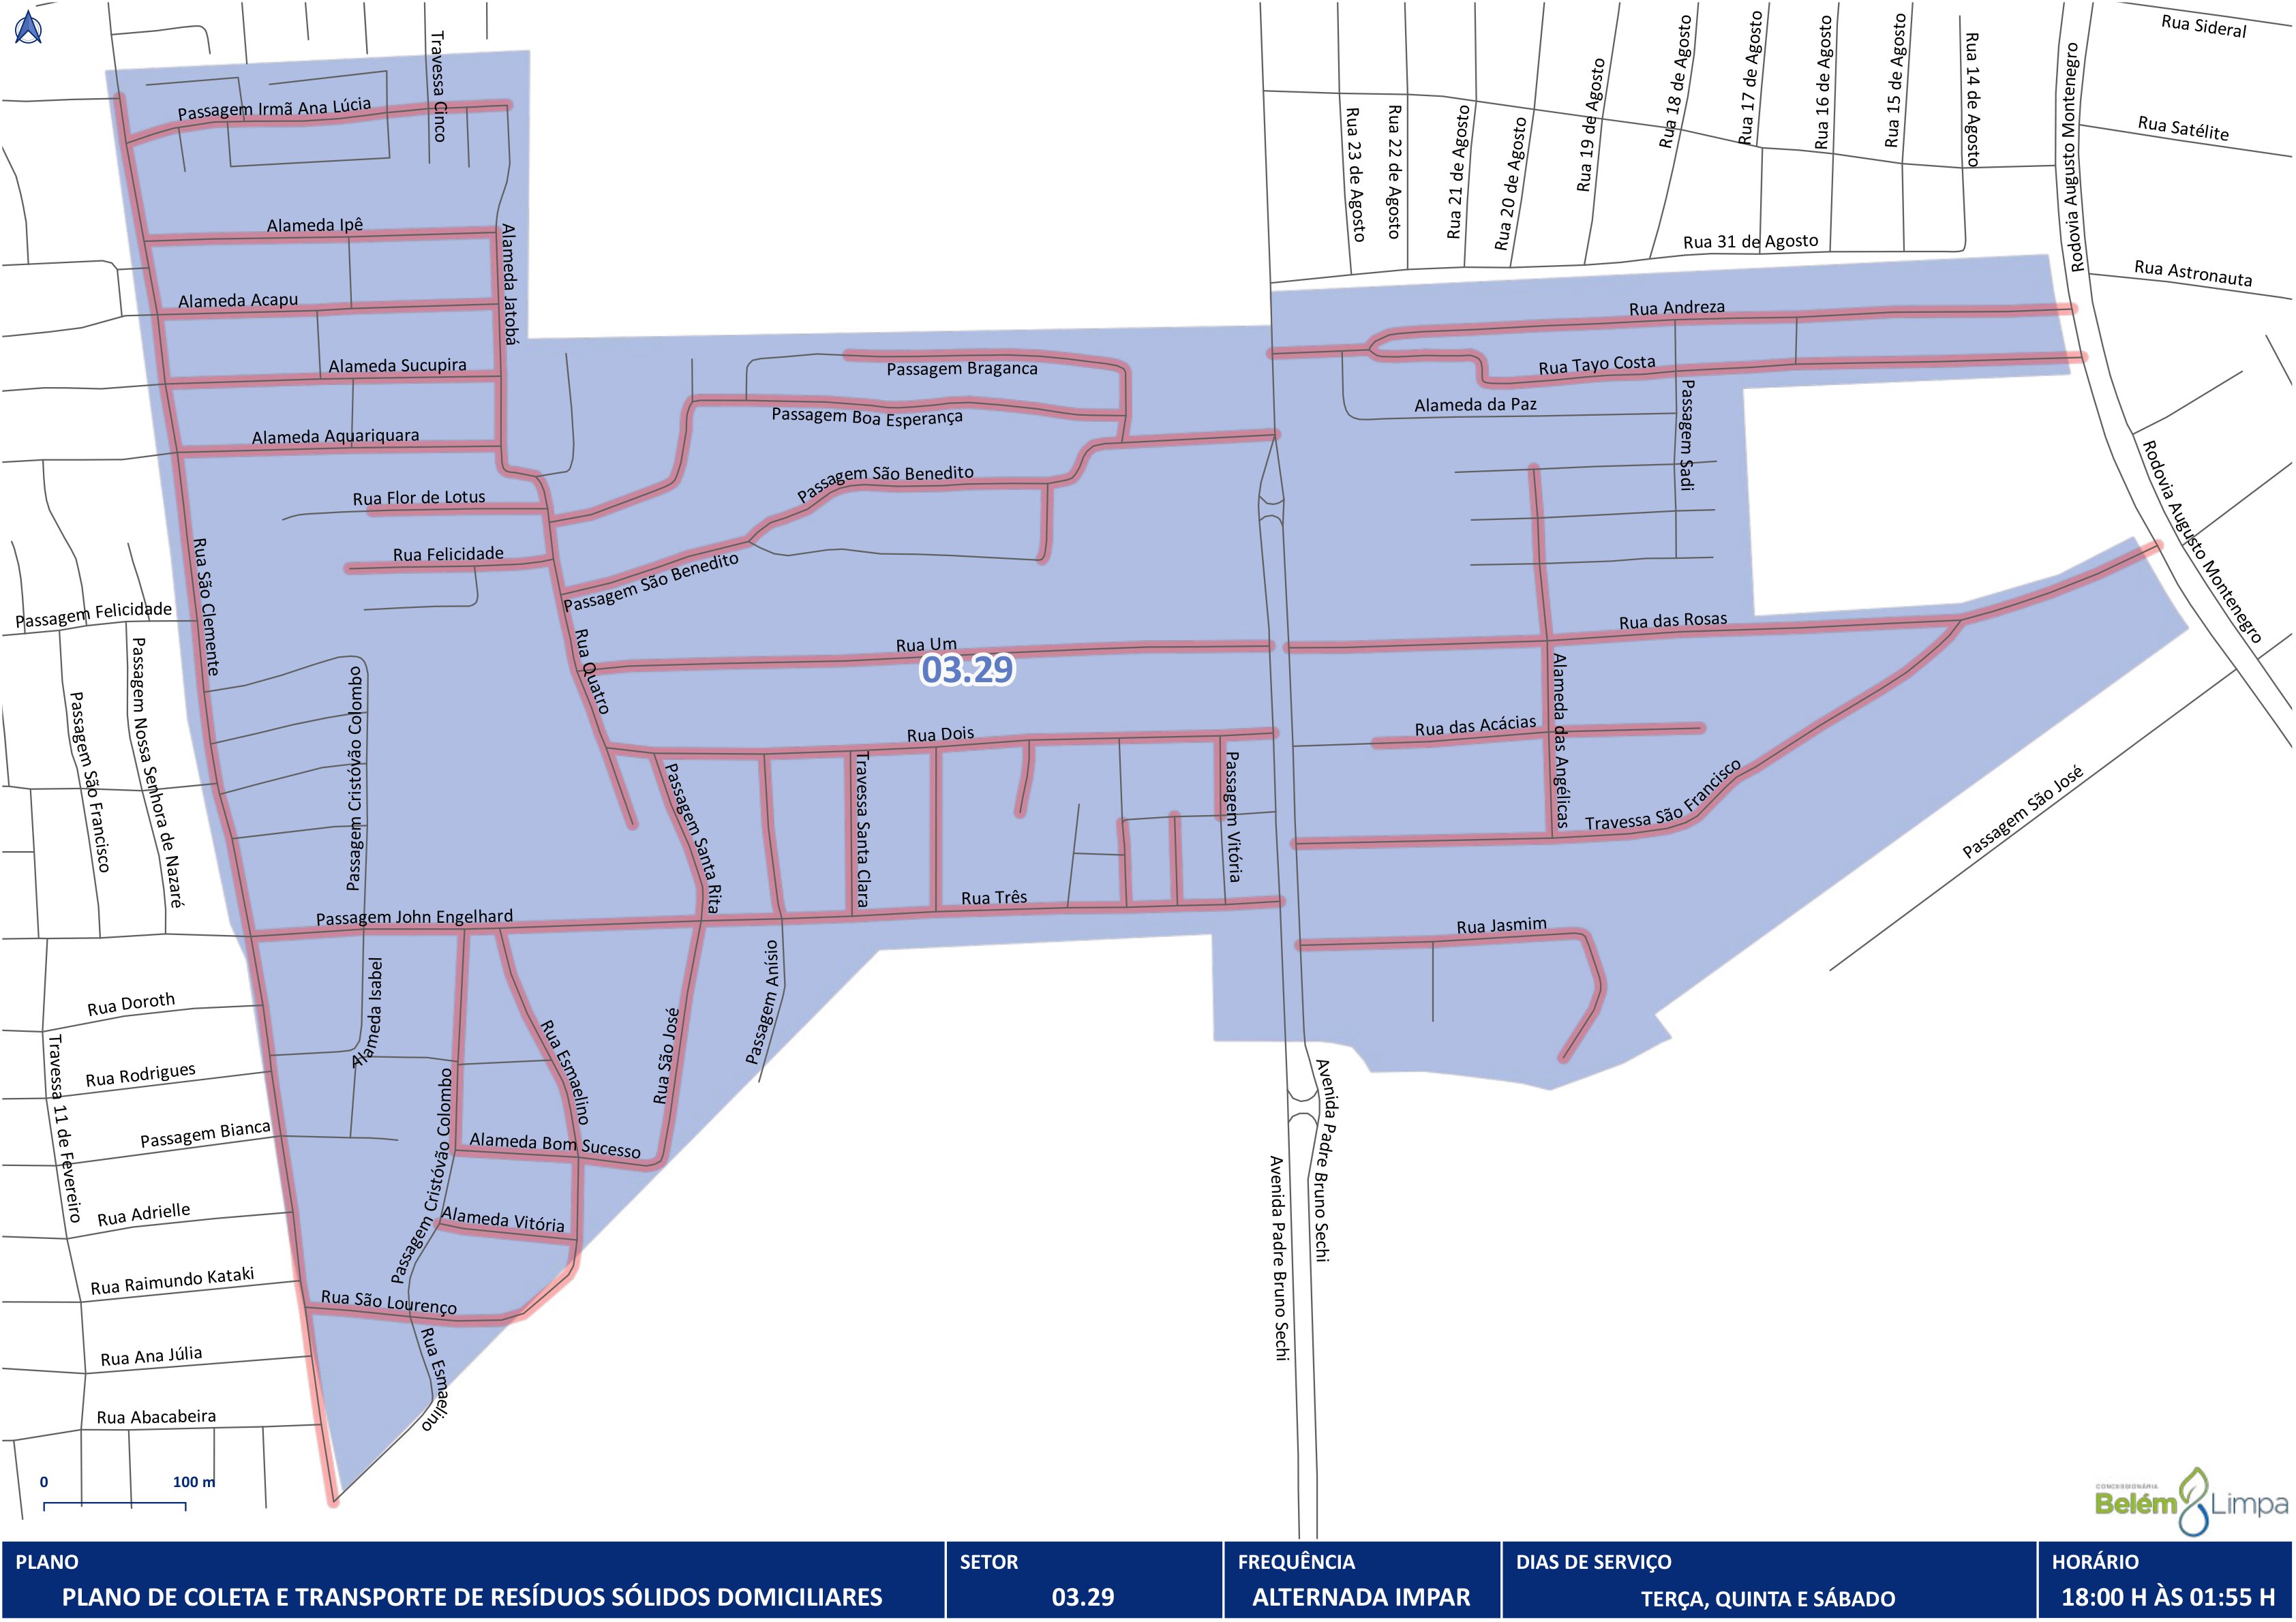 Rua Sideral
Travessa Cinco
Rua 23 de Agosto
Rua 22 de Agosto
Rua 21 de Agosto
Rua 20 de Agosto
Rua 19 de Agosto
Rua 18 de Agosto
Rua 17 de Agosto
Rua 16 de Agosto
Rua 15 de Agosto
Rua 14 de Agosto
Rodovia Augusto Montenegro
Rua Satélite
Passagem Irmã Ana Lúcia
Rua 31 de Agosto
Rua Astronauta
Alameda Ipê
Alameda Jatobá
Alameda Acapu
Rua Andreza
Alameda Sucupira
Passagem Braganca
Rua Tayo Costa
Alameda da Paz
Passagem Sadi
Passagem Boa Esperança
Alameda Aquariquara
Rodovia Augusto Montenegro
Passagem São Benedito
Rua Flor de Lotus
Rua Felicidade
Passagem São Benedito
Rua São Clemente
Passagem Felicidade
Rua das Rosas
Rua Quatro
Rua Um
03.29
Passagem São Francisco
Passagem Nossa Senhora de Nazaré
Passagem Cristóvão Colombo
Rua Dois
Rua das Acácias
Alameda das Angélicas
Passagem Santa Rita
Travessa Santa Clara
Passagem Vitória
Travessa São Francisco
Passagem São José
Rua Três
Passagem John Engelhard
Rua Jasmim
Passagem Anísio
Alameda Isabel
Rua Doroth
Rua Esmaelino
Rua São José
Travessa 11 de Fevereiro
Rua Rodrigues
Passagem Cristóvão Colombo
Passagem Bianca
Alameda Bom Sucesso
Avenida Padre Bruno Sechi
Avenida Padre Bruno Sechi
Rua Adrielle
Alameda Vitória
Rua Raimundo Kataki
Rua São Lourenço
Rua Ana Júlia
Rua Esmaelino
Rua Abacabeira
0 100 m
CONCESSIONÁRIA
Belém Limpa
PLANO
PLANO DE COLETA E TRANSPORTE DE RESÍDUOS SÓLIDOS DOMICILIARES
SETOR
03.29
FREQUÊNCIA
ALTERNADA IMPAR
DIAS DE SERVIÇO
TERÇA, QUINTA E SÁBADO
HORÁRIO
18:00 H ÀS 01:55 H